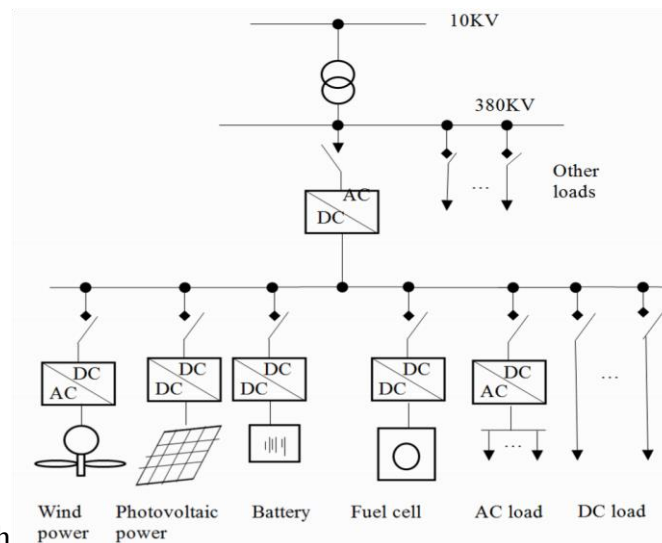 10KV
380KV
Other
loads
...
AC
DC
DC DC DC DC DC
AC DC DC DC AC
...
...
Wind Photovoltaic Battery Fuel cell AC load DC load
power power
n